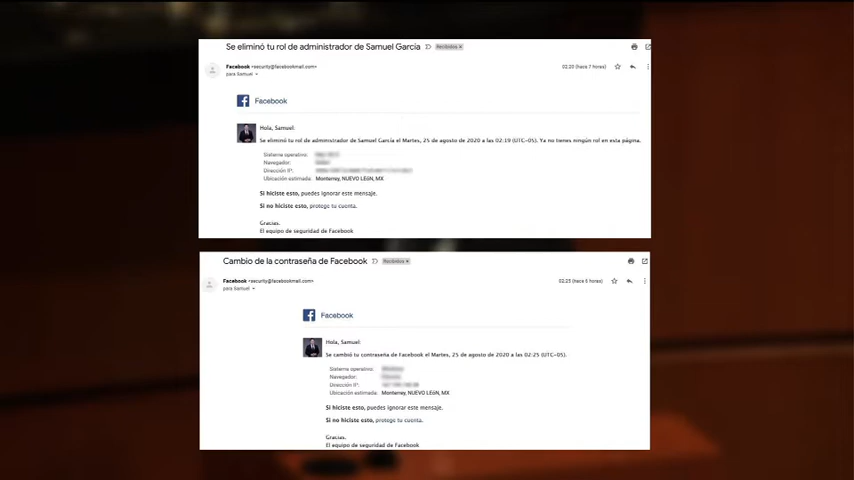 Se eliminó tu rol de administrador de Samuel García Recibidos
Facebook <security@facebookmail.com> 02:20 (hace 7 horas)
para Samuel
Facebook
Hola, Samuel:
Se eliminó tu rol de administrador de Samuel García el Martes, 25 de agosto de 2020 a las 02:19 (UTC-05). Ya no tienes ningún rol en esta página.
Sistema operativo:
Navegador:
Dirección IP:
Ubicación estimada: Monterrey, NUEVO LEóN, MX
Si hiciste esto, puedes ignorar este mensaje.
Si no hiciste esto, protege tu cuenta.
Gracias.
El equipo de seguridad de Facebook
Cambio de la contraseña de Facebook Recibidos
Facebook <security@facebookmail.com> 02:25 (hace 6 horas)
para Samuel
Facebook
Hola, Samuel:
Se cambió tu contraseña de Facebook el Martes, 25 de agosto de 2020 a las 02:25 (UTC-05).
Sistema operativo:
Navegador:
Dirección IP:
Ubicación estimada: Monterrey, NUEVO LEóN, MX
Si hiciste esto, puedes ignorar este mensaje.
Si no hiciste esto, protege tu cuenta.
Gracias.
El equipo de seguridad de Facebook